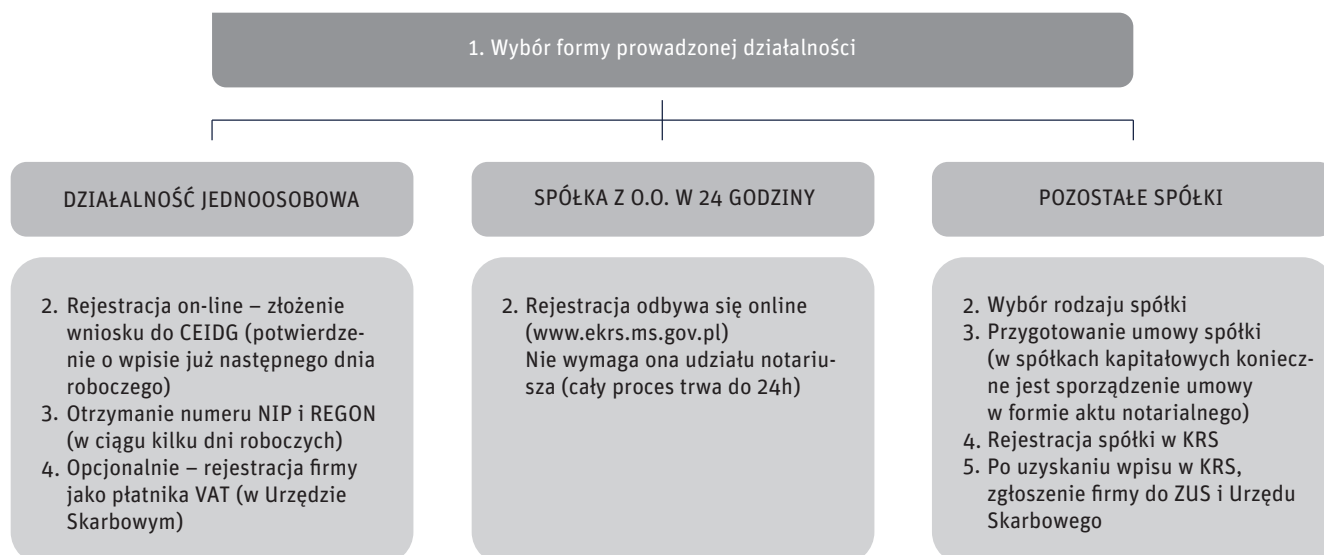 1. Wybór formy prowadzonej działalności
DZIAŁALNOŚĆ JEDNOOSOBOWA
2. Rejestracja on-line – złożenie
wniosku do CEIDG (potwierdze-
nie o wpisie już następnego dnia
roboczego)
3. Otrzymanie numeru NIP i REGON
(w ciągu kilku dni roboczych)
4. Opcjonalnie – rejestracja firmy
jako płatnika VAT (w Urzędzie
Skarbowym)
SPÓŁKA Z O.O. W 24 GODZINY
2. Rejestracja odbywa się online
(www.ekrs.ms.gov.pl)
Nie wymaga ona udziału notariu-
sza (cały proces trwa do 24h)
POZOSTAŁE SPÓŁKI
2. Wybór rodzaju spółki
3. Przygotowanie umowy spółki
(w spółkach kapitałowych koniecz-
ne jest sporządzenie umowy
w formie aktu notarialnego)
4. Rejestracja spółki w KRS
5. Po uzyskaniu wpisu w KRS,
zgłoszenie firmy do ZUS i Urzędu
Skarbowego